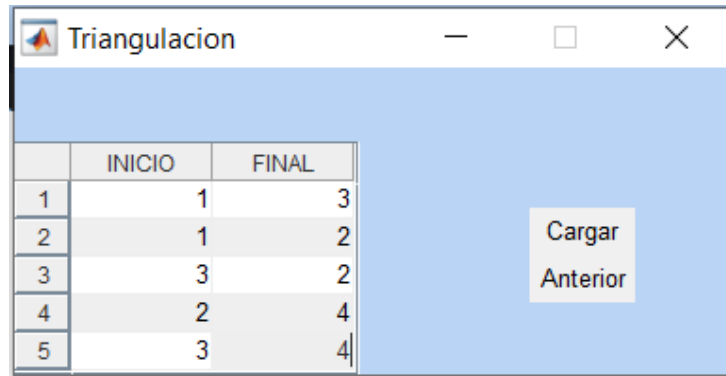 Triangulacion
INICIO FINAL
1 1 3
2 1 2
3 3 2
4 2 4
5 3 4
Cargar
Anterior